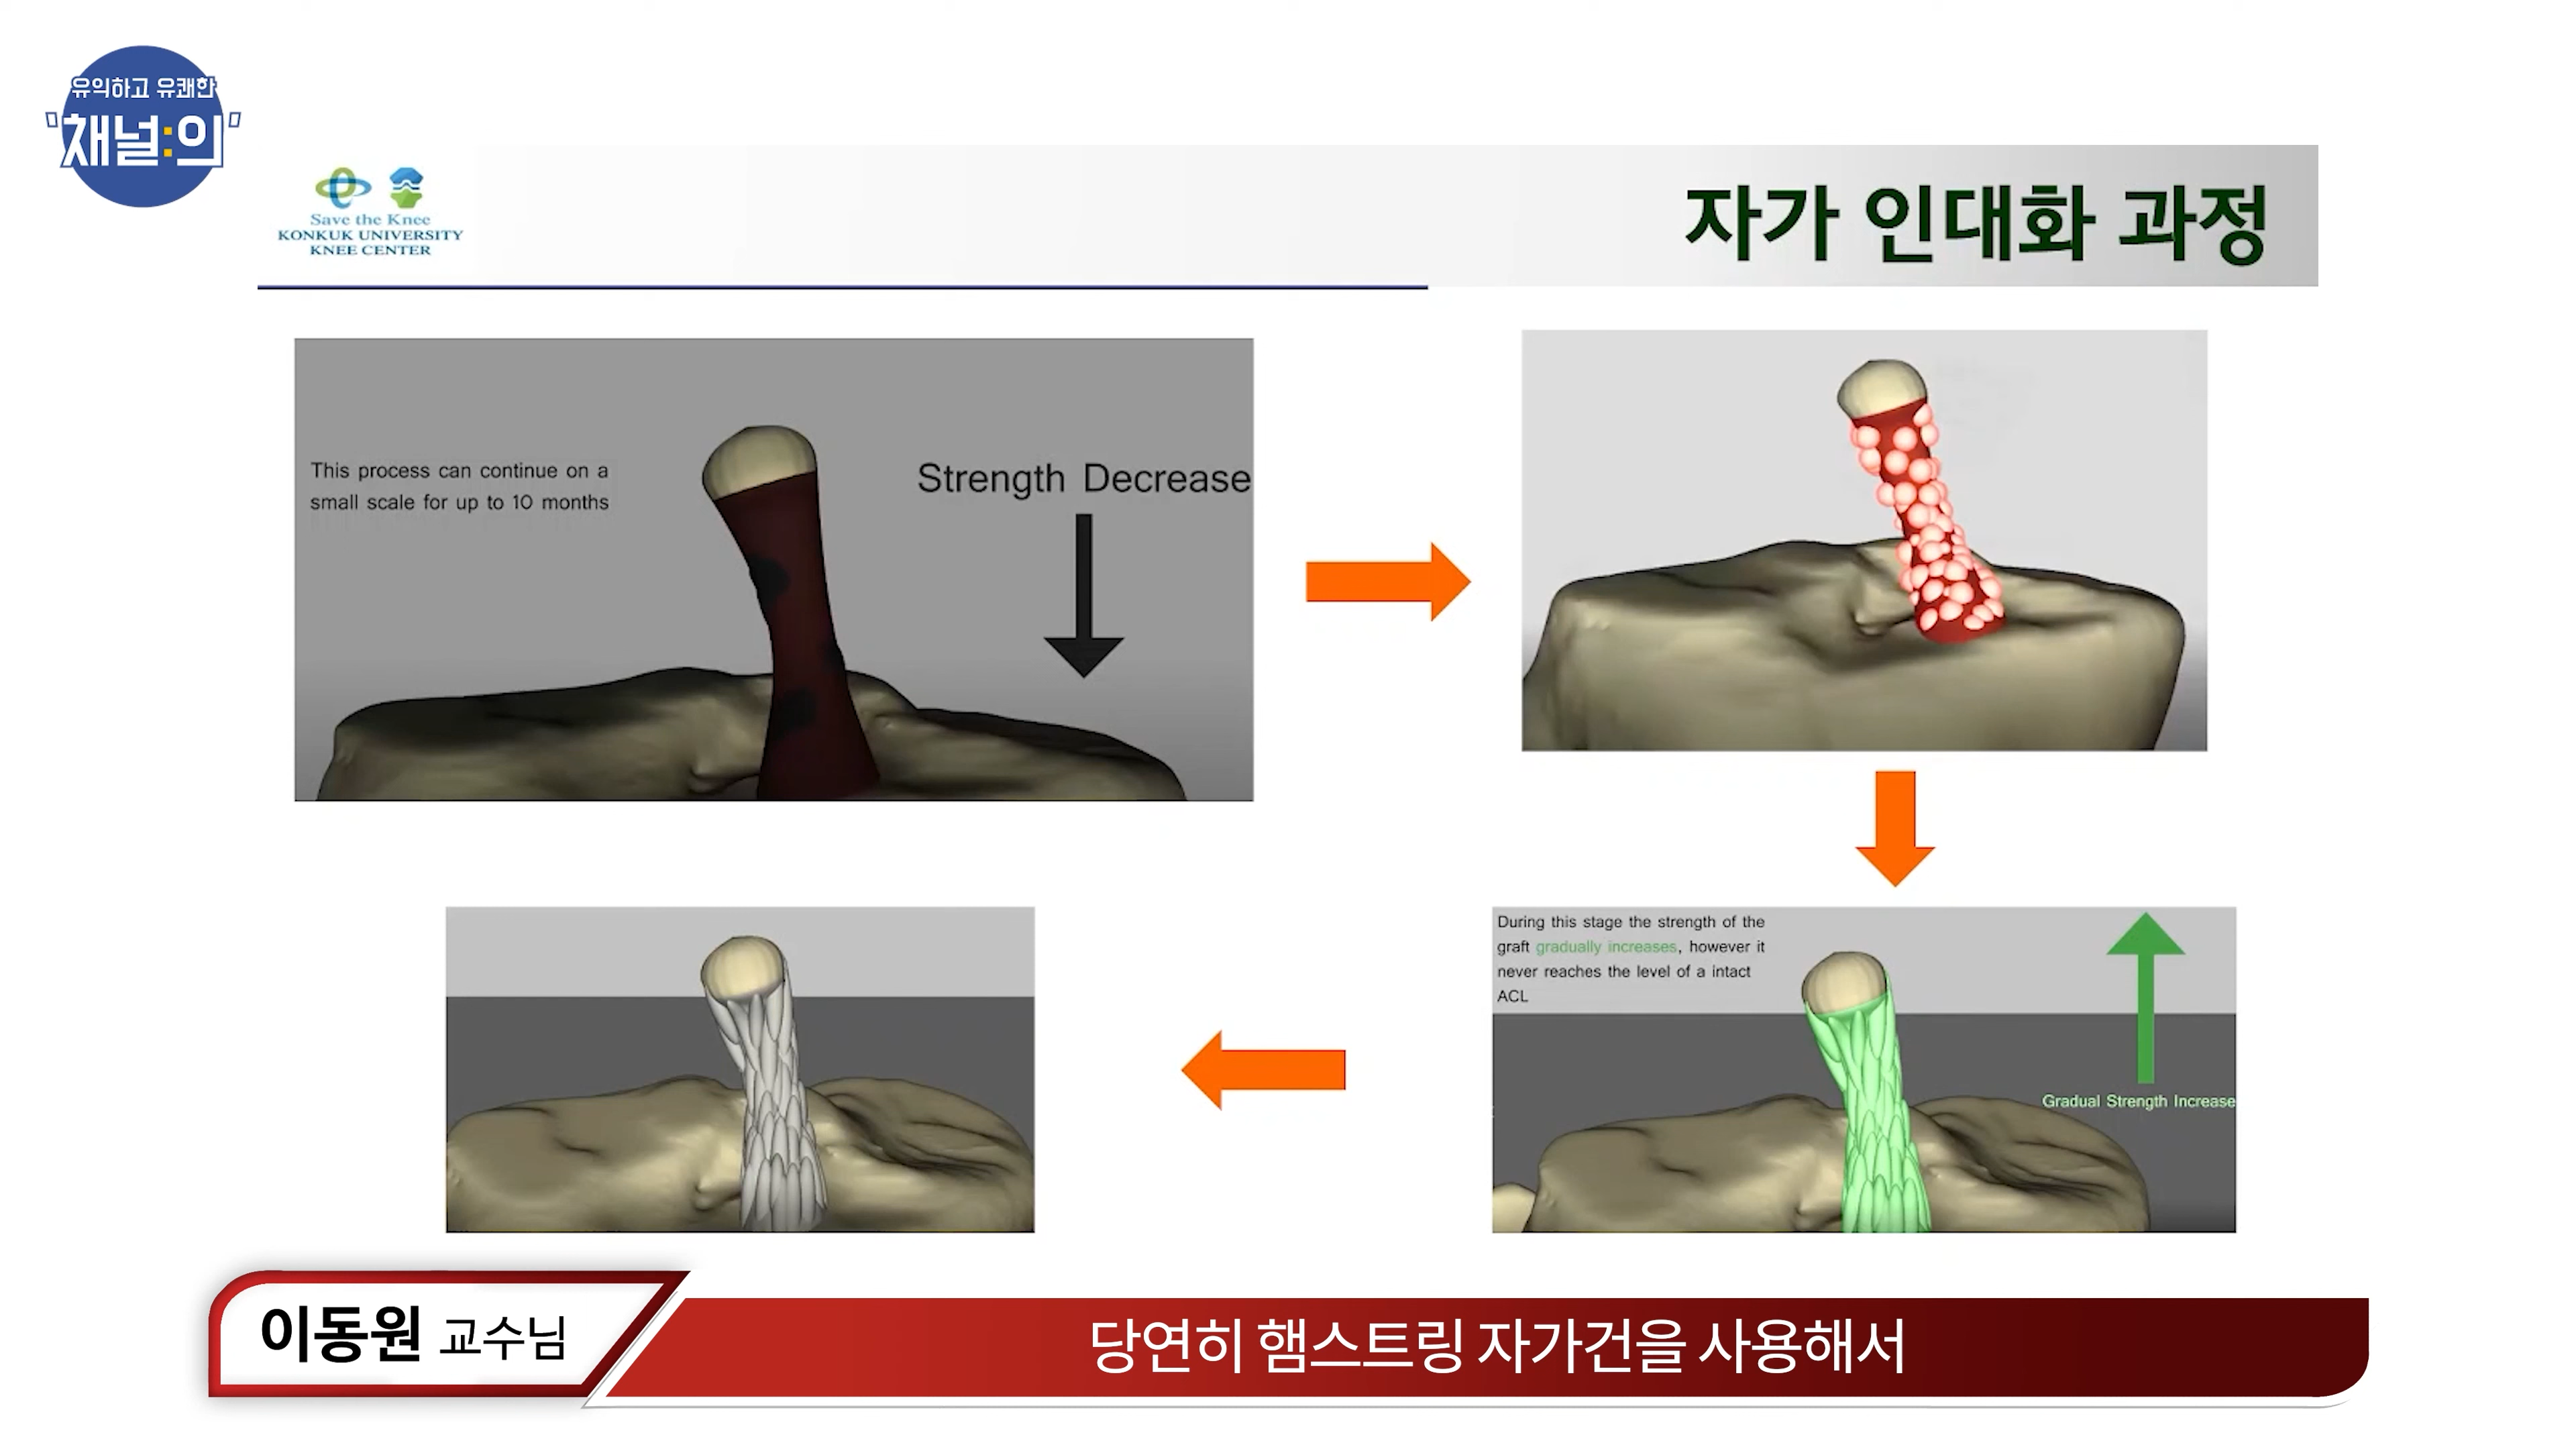 유익하고 유쾌한
'채널:의'
Save the Knee
KONKUK UNIVERSITY
KNEE CENTER
자가 인대화 과정
This process can continue on a
small scale for up to 10 months
Strength Decrease
During this stage the strength of the
graft gradually increases, however it
never reaches the level of a intact
ACL
Gradual Strength Increase
이동원 교수님
당연히 햄스트링 자가건을 사용해서